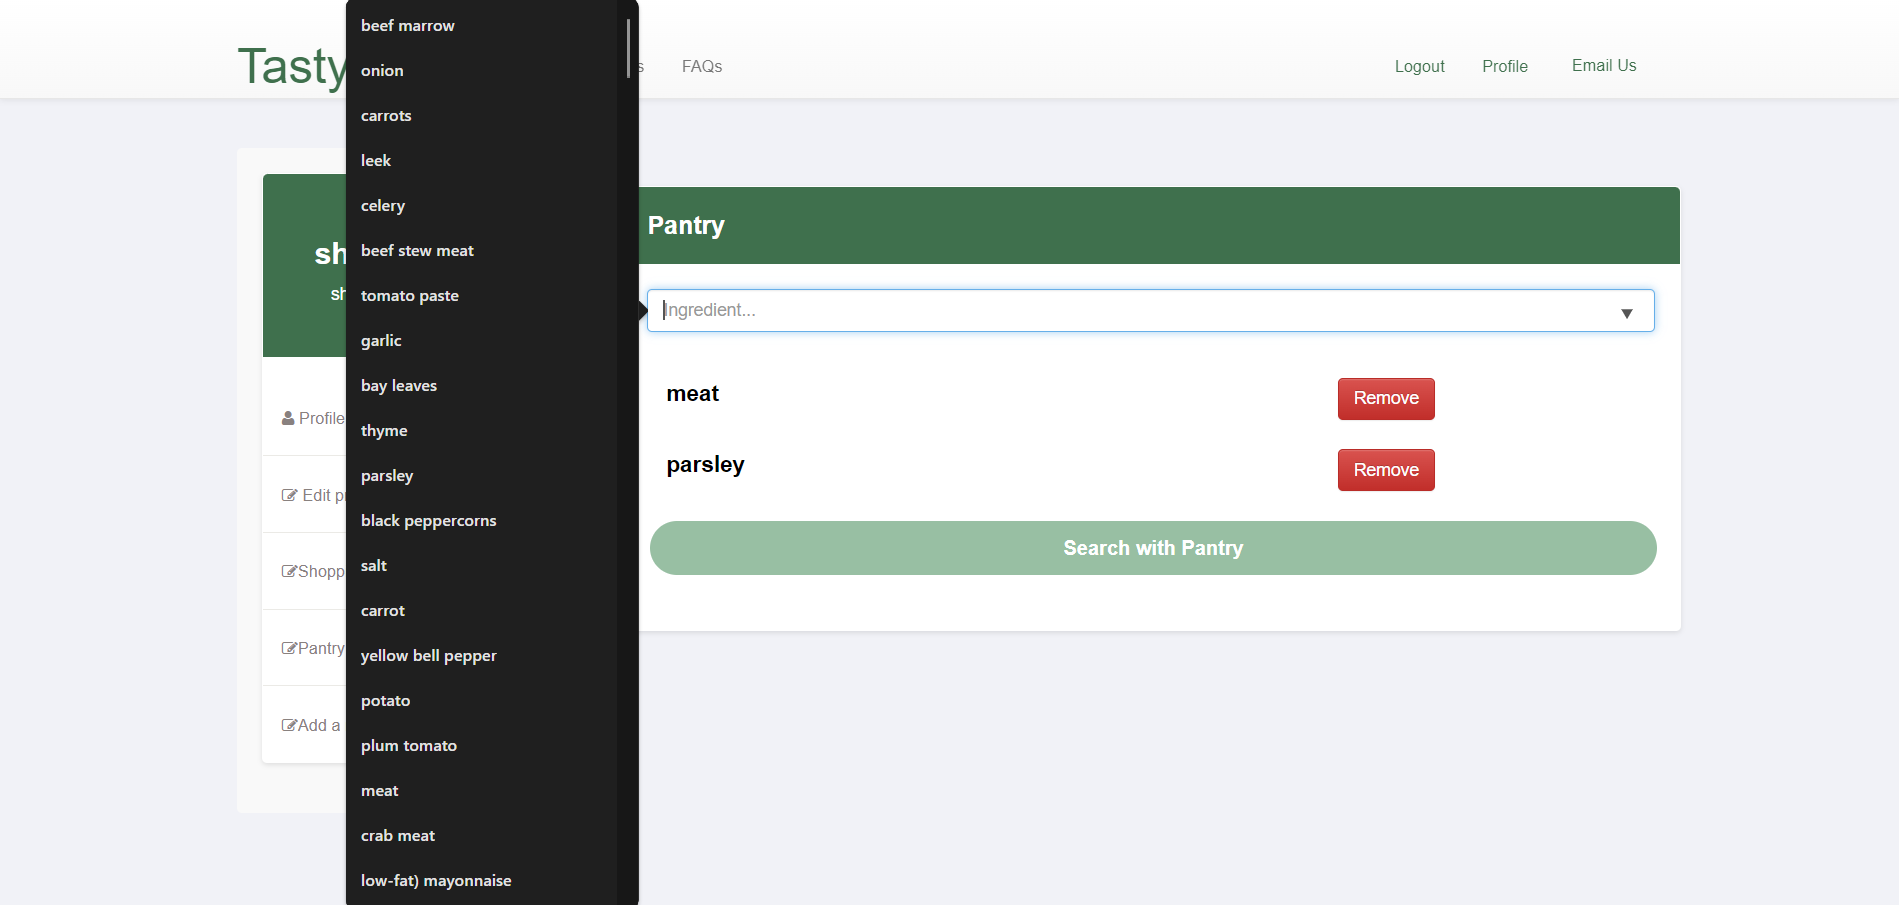 Tasty
FAQs
Logout
Profile
Email Us
beef marrow
onion
carrots
leek
celery
beef stew meat
tomato paste
garlic
bay leaves
thyme
parsley
black peppercorns
salt
carrot
yellow bell pepper
potato
plum tomato
meat
crab meat
low-fat) mayonnaise
sh
sh
Profile
Edit p
Shopp
Pantry
Add a
Pantry
Ingredient...
meat
Remove
parsley
Remove
Search with Pantry